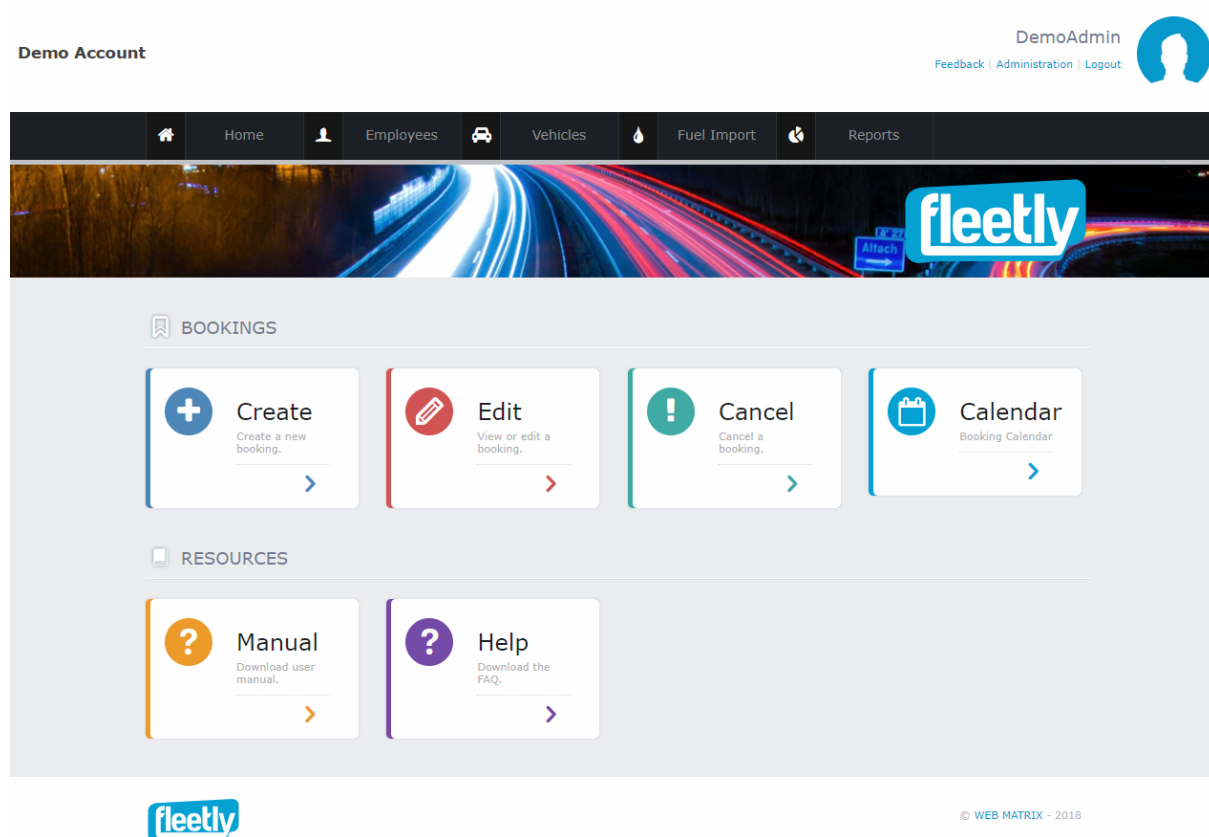 Demo Account
DemoAdmin
Feedback | Administration | Logout
Home
Employees
Vehicles
Fuel Import
Reports
Altach
fleetly
BOOKINGS
Create
Create a new
booking.
Edit
View or edit a
booking.
Cancel
Cancel a
booking.
Calendar
Booking Calendar
RESOURCES
Manual
Download user
manual.
Help
Download the
FAQ.
fleetly
© WEB MATRIX - 2018